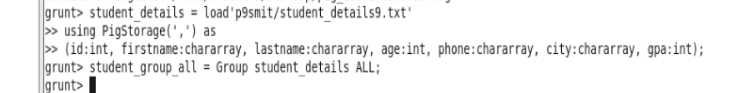 grunt> student_details = load'p9smit/student_details9.txt'
>> using PigStorage(',') as
>> (id:int, firstname:chararray, lastname:chararray, age:int, phone:chararray, city:chararray, gpa:int);
grunt> student_group_all = Group student_details ALL;
grunt>